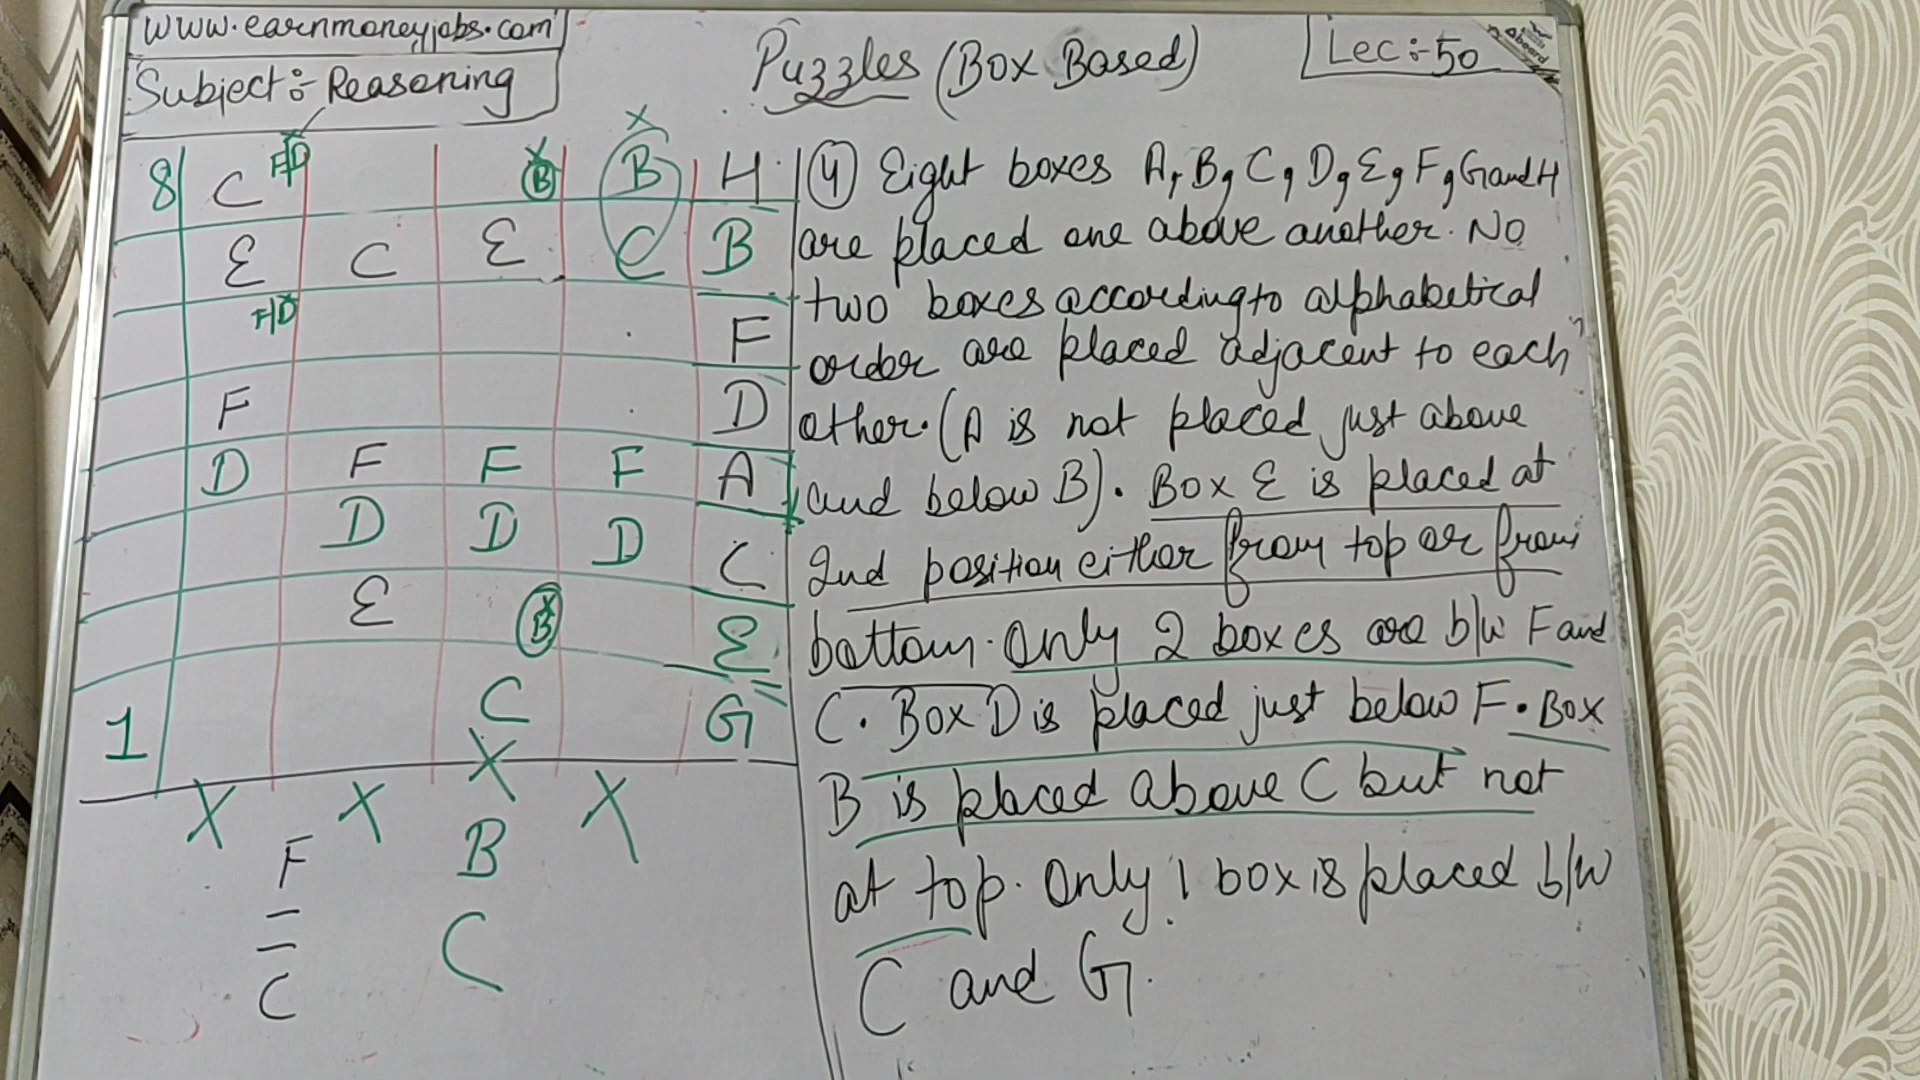 www.earnmoneyjobs.com
Subject:- Reasoning
Puzzles (Box Based)
Lec:-50
8 C F/D B B H
E C E C B
F/D F
F D
D F F F A
D D D C
E B E
1 C G
X X X X
F B
—
— C
C
(4) Eight boxes A, B, C, D, E, F, G and H
are placed one above another. No
two boxes according to alphabetical
order are placed adjacent to each
other. (A is not placed just above
and below B). Box E is placed at
2nd position either from top or from
bottom. Only 2 boxes are b/w F and
C. Box D is placed just below F. Box
B is placed above C but not
at top. Only 1 box is placed b/w
C and G.